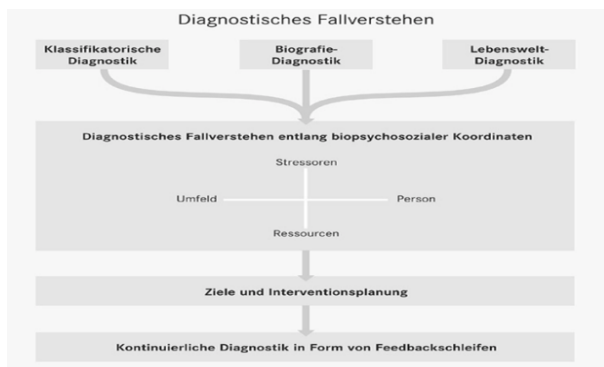 Diagnostisches Fallverstehen
Klassifikatorische
Diagnostik
Biografie-
Diagnostik
Lebenswelt-
Diagnostik
Diagnostisches Fallverstehen entlang biopsychosozialer Koordinaten
Stressoren
Umfeld
Person
Ressourcen
Ziele und Interventionsplanung
Kontinuierliche Diagnostik in Form von Feedbackschleifen